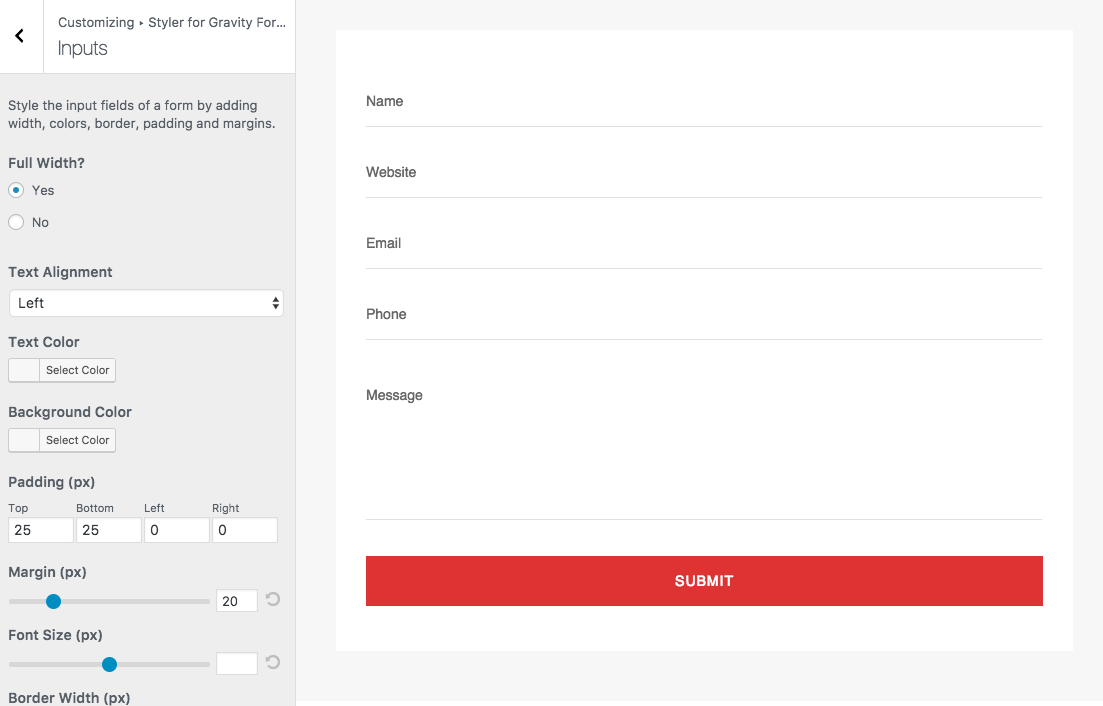 Customizing ▸ Styler for Gravity For...
Inputs
Style the input fields of a form by adding
width, colors, border, padding and margins.
Full Width?
Yes
No
Text Alignment
Left
Text Color
Select Color
Background Color
Select Color
Padding (px)
Top Bottom Left Right
25 25 0 0
Margin (px)
20
Font Size (px)
Border Width (px)
Name
Website
Email
Phone
Message
SUBMIT